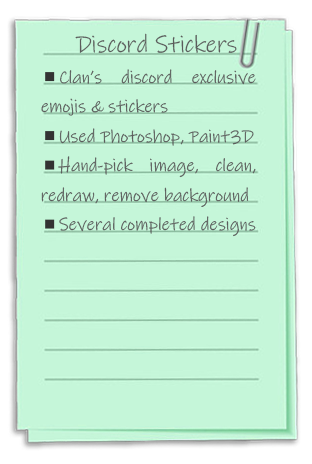 Discord Stickers
■ Clan's discord exclusive
emojis & stickers
■ Used Photoshop, Paint3D
■ Hand-pick image, clean,
redraw, remove background
■ Several completed designs